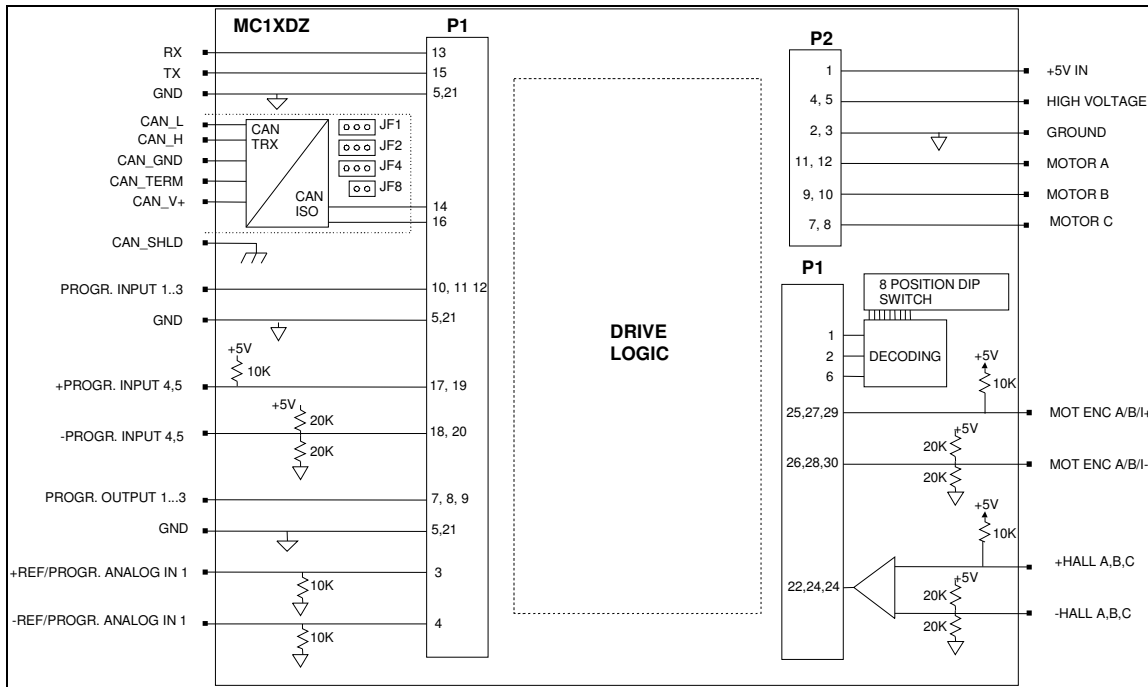 MC1XDZ
P1
RX
13
TX
15
GND
5,21
CAN_L
CAN_H
CAN_GND
CAN_TERM
CAN_V+
CAN
TRX
JF1
JF2
JF4
JF8
CAN
ISO
14
16
CAN_SHLD
PROGR. INPUT 1..3
10, 11 12
GND
5,21
+5V
10K
+PROGR. INPUT 4,5
17, 19
+5V
20K
-PROGR. INPUT 4,5
18, 20
20K
PROGR. OUTPUT 1...3
7, 8, 9
GND
5,21
+REF/PROGR. ANALOG IN 1
3
10K
-REF/PROGR. ANALOG IN 1
4
10K
DRIVE
LOGIC
P2
1
+5V IN
4, 5
HIGH VOLTAGE
2, 3
GROUND
11, 12
MOTOR A
9, 10
MOTOR B
7, 8
MOTOR C
P1
8 POSITION DIP
SWITCH
1
2
6
DECODING
+5V
10K
25,27,29
MOT ENC A/B/I+
+5V
20K
26,28,30
MOT ENC A/B/I-
20K
+5V
10K
+HALL A,B,C
22,24,24
+5V
20K
-HALL A,B,C
20K